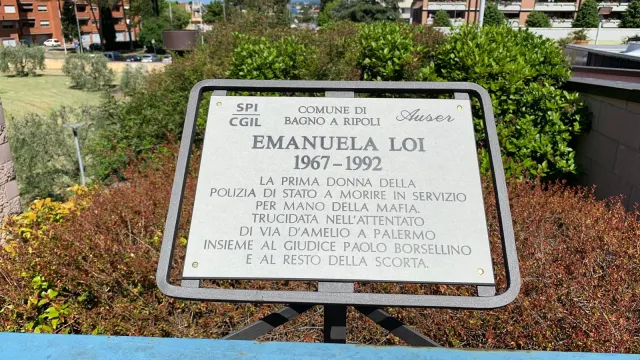 SPI
CGIL
COMUNE DI
BAGNO A RIPOLI
Auser
EMANUELA LOI
1967-1992
LA PRIMA DONNA DELLA
POLIZIA DI STATO A MORIRE IN SERVIZIO
PER MANO DELLA MAFIA.
TRUCIDATA NELL'ATTENTATO
DI VIA D'AMELIO A PALERMO
INSIEME AL GIUDICE PAOLO BORSELLINO
E AL RESTO DELLA SCORTA.